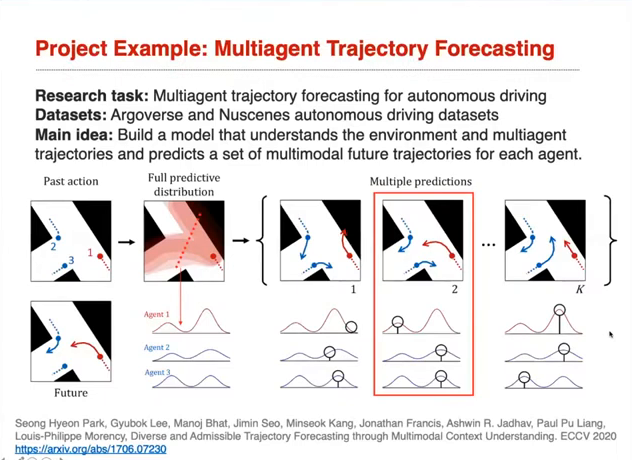 Project Example: Multiagent Trajectory Forecasting
Research task: Multiagent trajectory forecasting for autonomous driving
Datasets: Argoverse and Nuscenes autonomous driving datasets
Main idea: Build a model that understands the environment and multiagent
trajectories and predicts a set of multimodal future trajectories for each agent.
Past action
Full predictive
distribution
Multiple predictions
2
1
3
1
2
...
K
Agent 1
Agent 2
Agent 3
Future
Seong Hyeon Park, Gyubok Lee, Manoj Bhat, Jimin Seo, Minseok Kang, Jonathan Francis, Ashwin R. Jadhav, Paul Pu Liang,
Louis-Philippe Morency, Diverse and Admissible Trajectory Forecasting through Multimodal Context Understanding. ECCV 2020
https://arxiv.org/abs/1706.07230